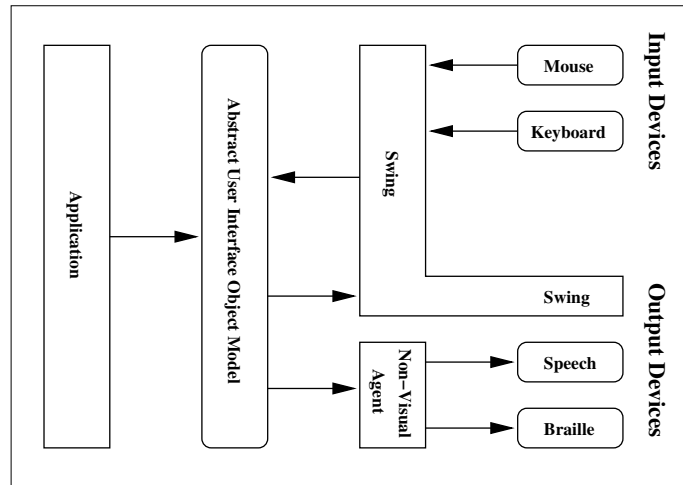 Application
Abstract User Interface Object Model
Swing
Swing
Non−Visual
Agent
Mouse
Keyboard
Speech
Braille
Input Devices
Output Devices